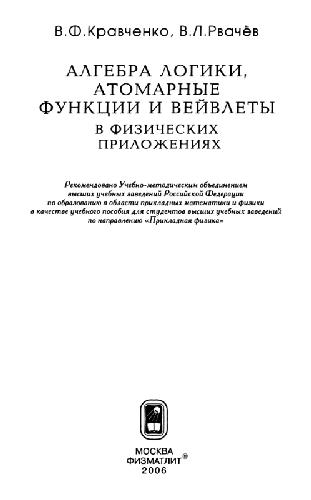 В.Ф.Кравченко, В.Л.Рвачёв
АЛГЕБРА ЛОГИКИ,
АТОМАРНЫЕ
ФУНКЦИИ И ВЕЙВЛЕТЫ
В ФИЗИЧЕСКИХ
ПРИЛОЖЕНИЯХ
Рекомендовано Учебно-методическим объединением
высших учебных заведений Российской Федерации
по образованию в области прикладных математики и физики
в качестве учебного пособия для студентов высших учебных заведений
по направлению «Прикладная физика»
МОСКВА
ФИЗМАТЛИТ®
2006